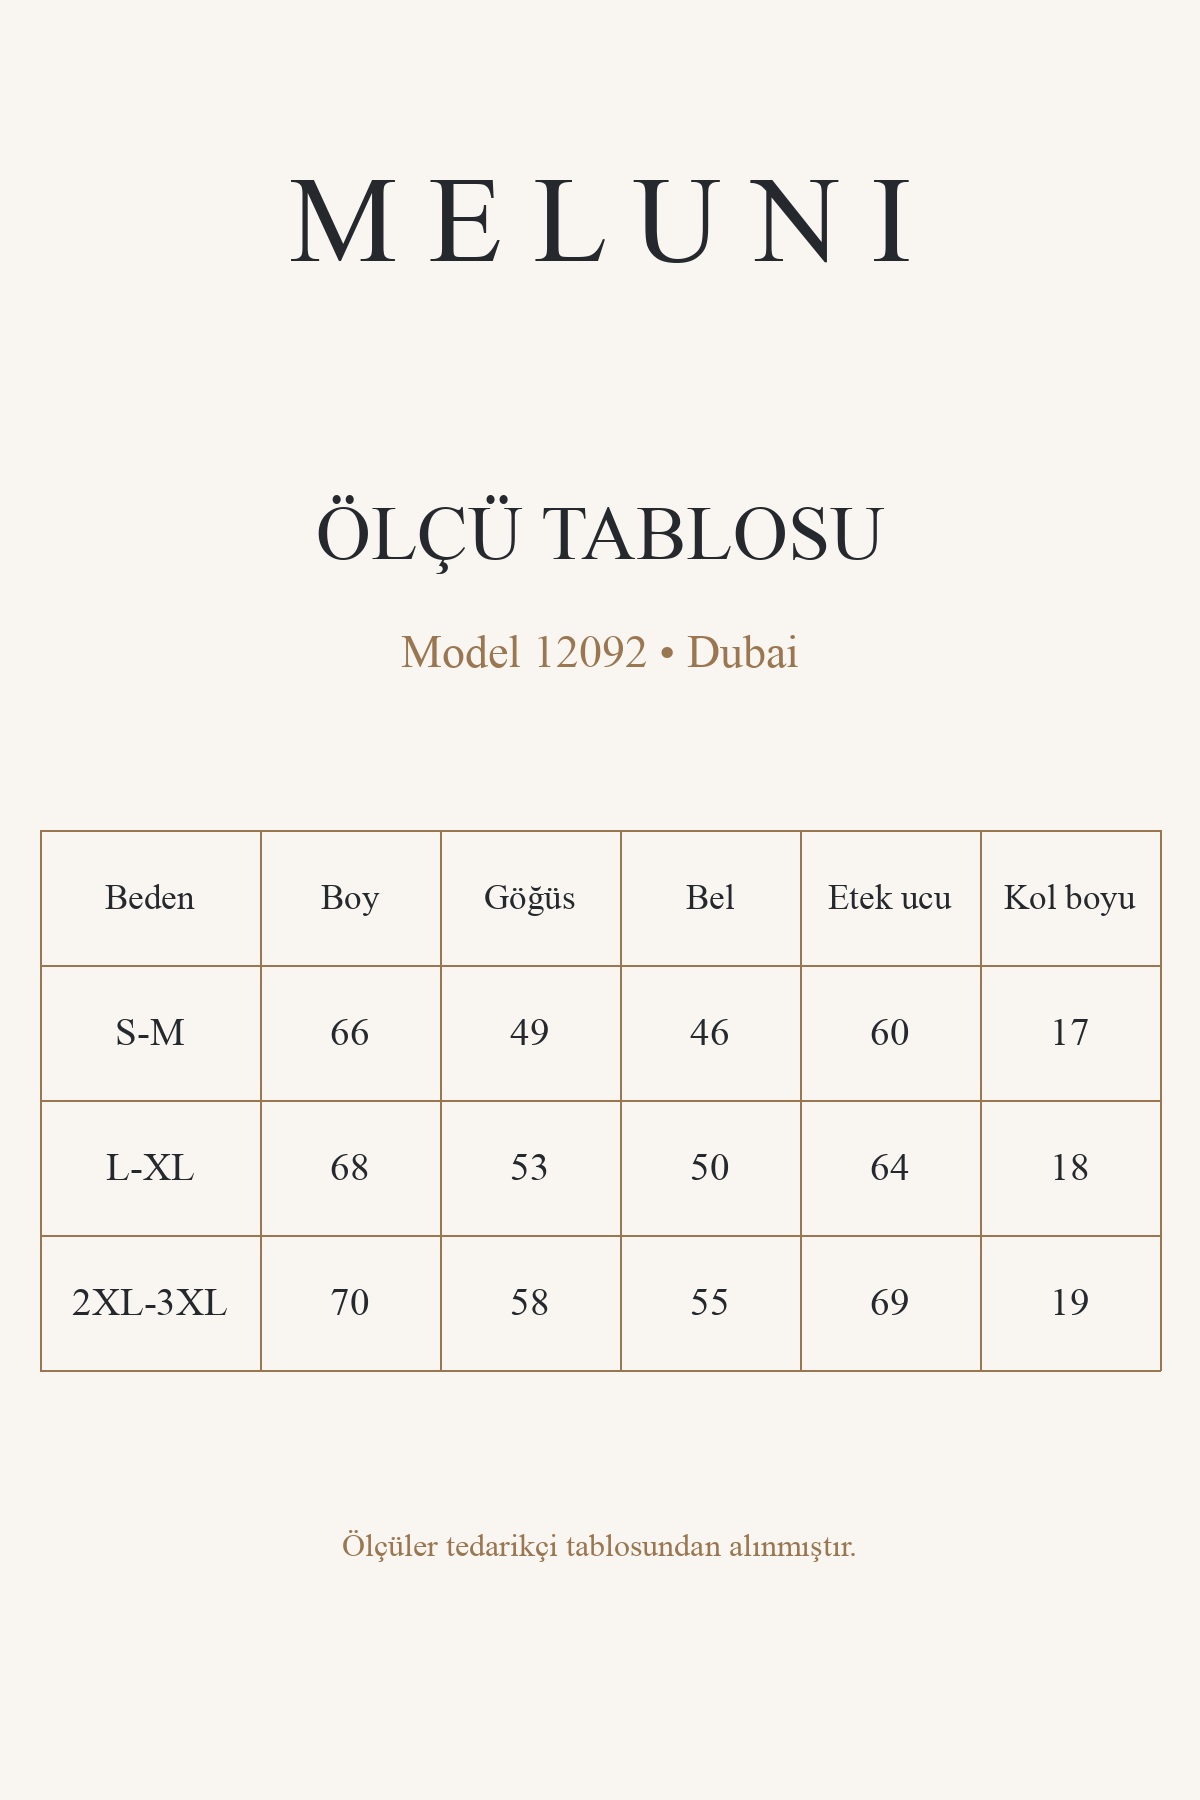 MELUNI
ÖLÇÜ TABLOSU
Model 12092 • Dubai
Beden Boy Göğüs Bel Etek ucu Kol boyu
S-M 66 49 46 60 17
L-XL 68 53 50 64 18
2XL-3XL 70 58 55 69 19
Ölçüler tedarikçi tablosundan alınmıştır.